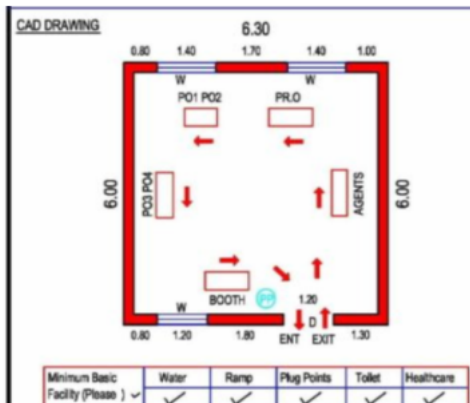 CAD DRAWING
6.30
0.80 1.40 1.70 1.40 1.00
W W
PO1 PO2 PR.O
6.00 PO3 PO4 AGENTS 6.00
BOOTH PP 1.20
W D
ENT EXIT
0.80 1.20 1.80 1.30
Minimum Basic Water Ramp Plug Points Toilet Healthcare
Facility (Please ) ✓ ✓ ✓ ✓ ✓ ✓